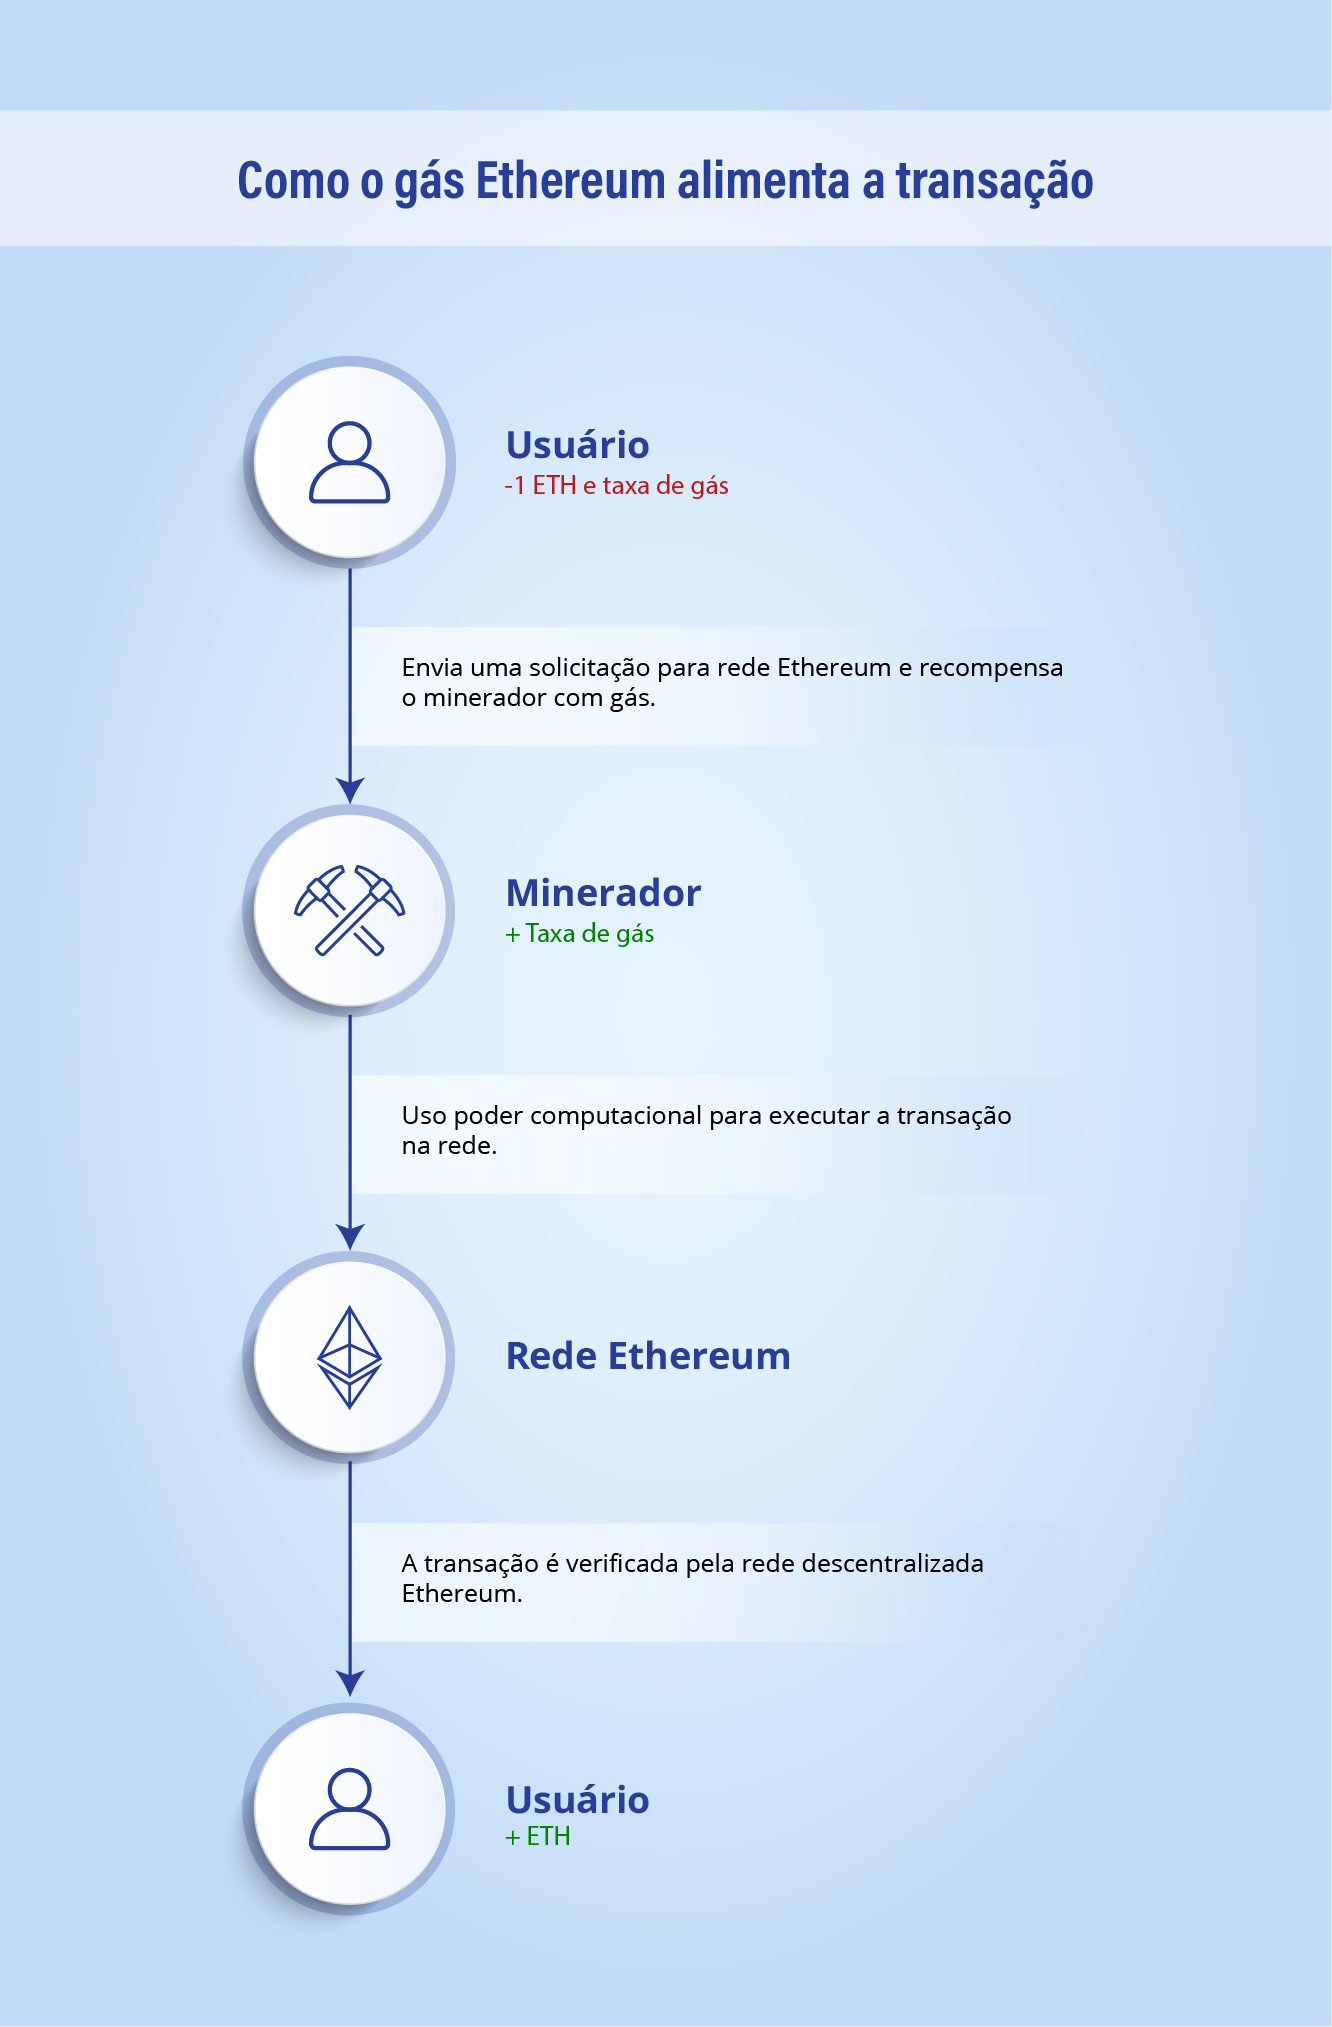 Como o gás Ethereum alimenta a transação
Usuário
-1 ETH e taxa de gás
Envia uma solicitação para rede Ethereum e recompensa
o minerador com gás.
Minerador
+ Taxa de gás
Uso poder computacional para executar a transação
na rede.
Rede Ethereum
A transação é verificada pela rede descentralizada
Ethereum.
Usuário
+ ETH